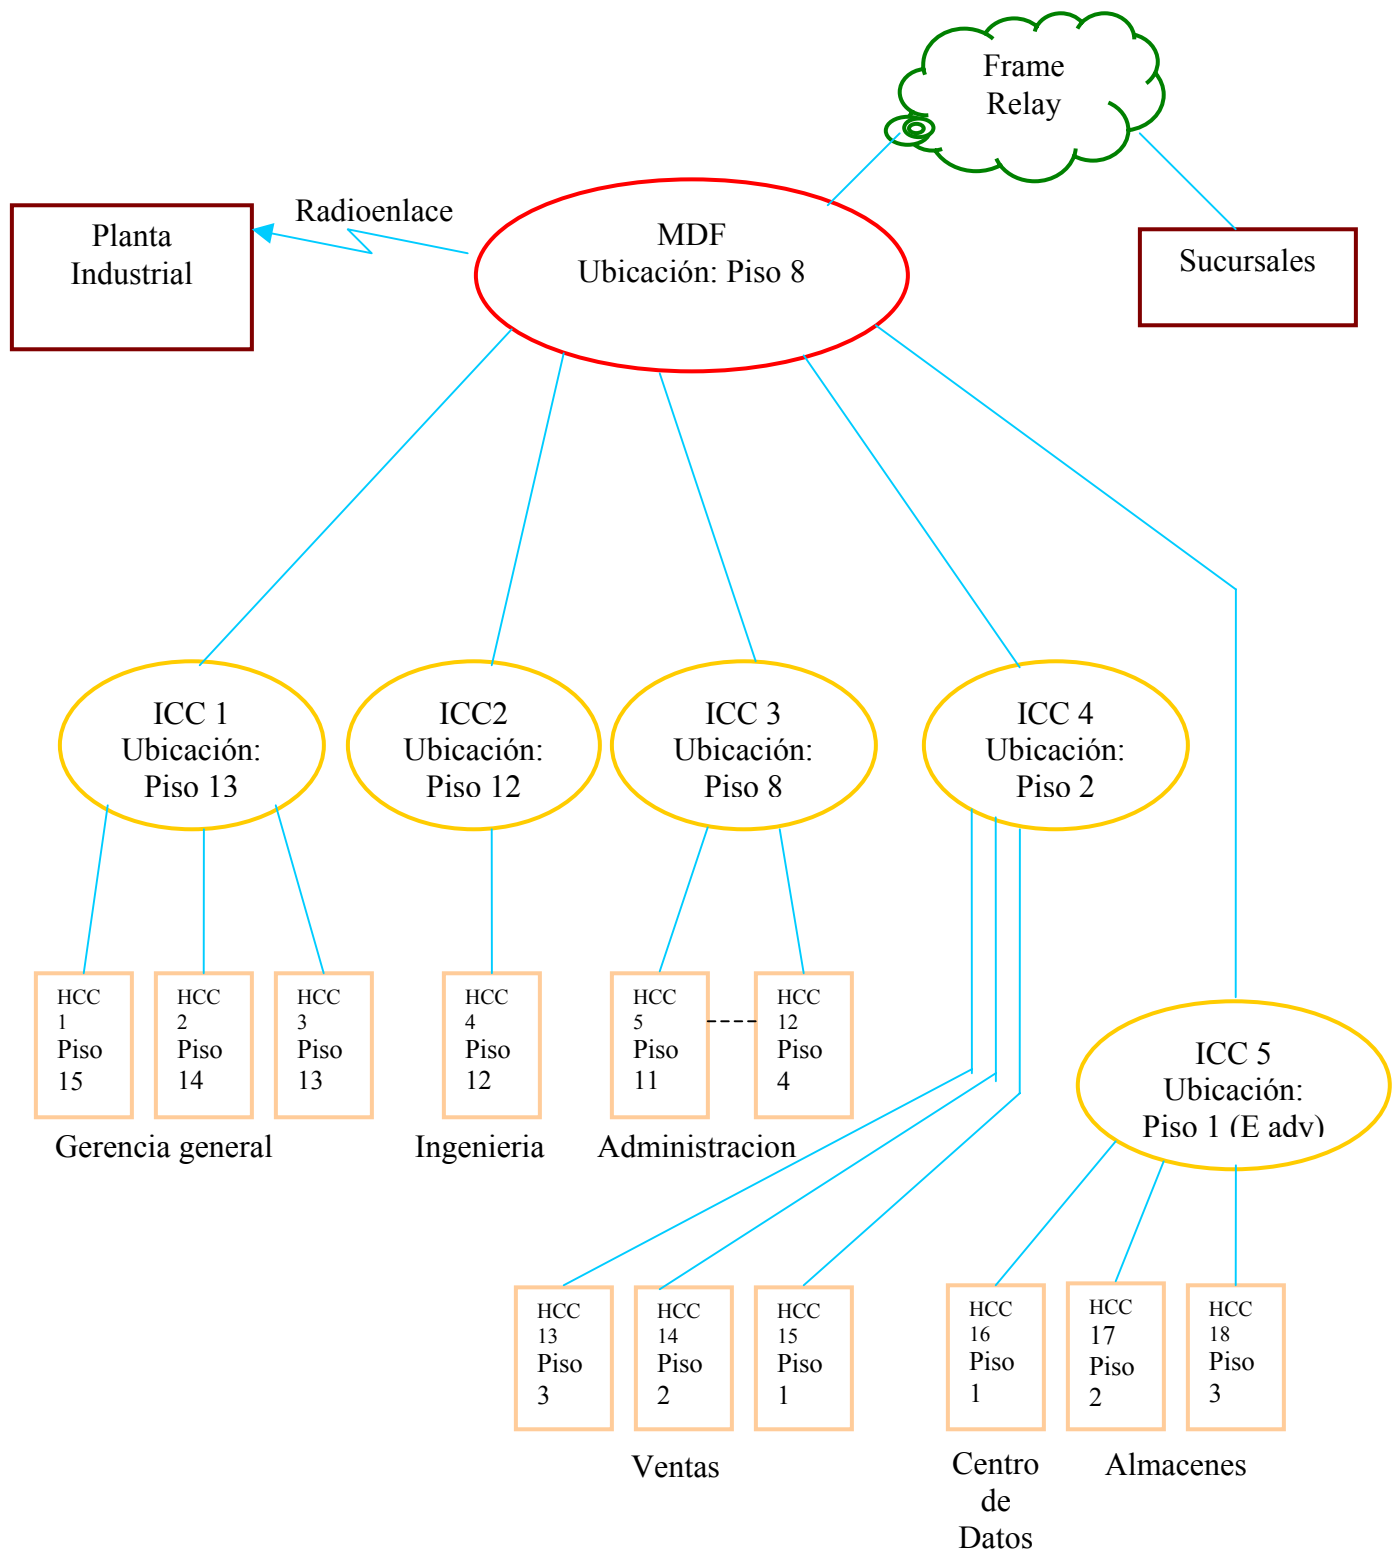 Frame
Relay
Radioenlace
Planta
Industrial
MDF
Ubicación: Piso 8
Sucursales
ICC 1
Ubicación:
Piso 13
ICC2
Ubicación:
Piso 12
ICC 3
Ubicación:
Piso 8
ICC 4
Ubicación:
Piso 2
HCC
1
Piso
15
HCC
2
Piso
14
HCC
3
Piso
13
HCC
4
Piso
12
HCC
5
Piso
11
HCC
12
Piso
4
ICC 5
Ubicación:
Piso 1 (E adv)
Gerencia general
Ingenieria
Administracion
HCC
13
Piso
3
HCC
14
Piso
2
HCC
15
Piso
1
HCC
16
Piso
1
HCC
17
Piso
2
HCC
18
Piso
3
Ventas
Centro
de
Datos
Almacenes